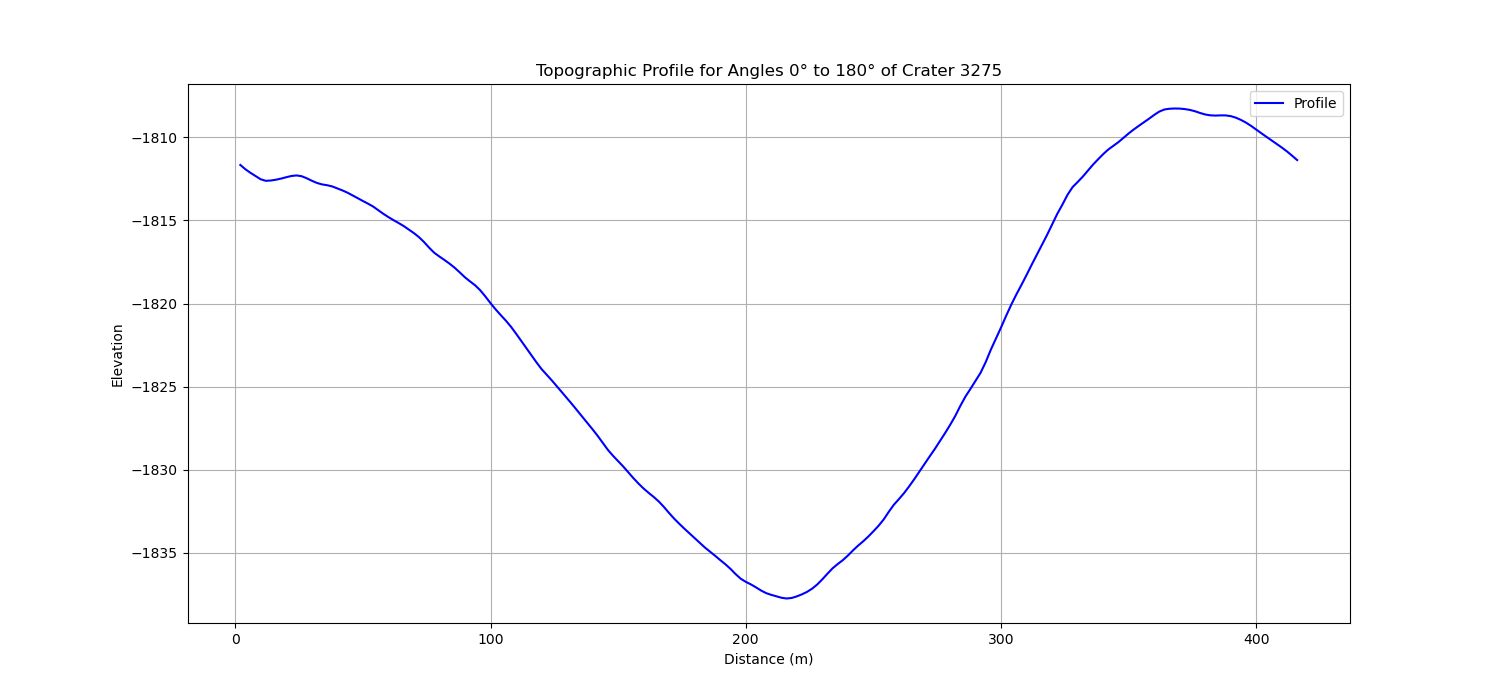 Topographic Profile for Angles 0° to 180° of Crater 3275
Profile
−1810
−1815
−1820
−1825
−1830
−1835
Elevation
0 100 200 300 400
Distance (m)